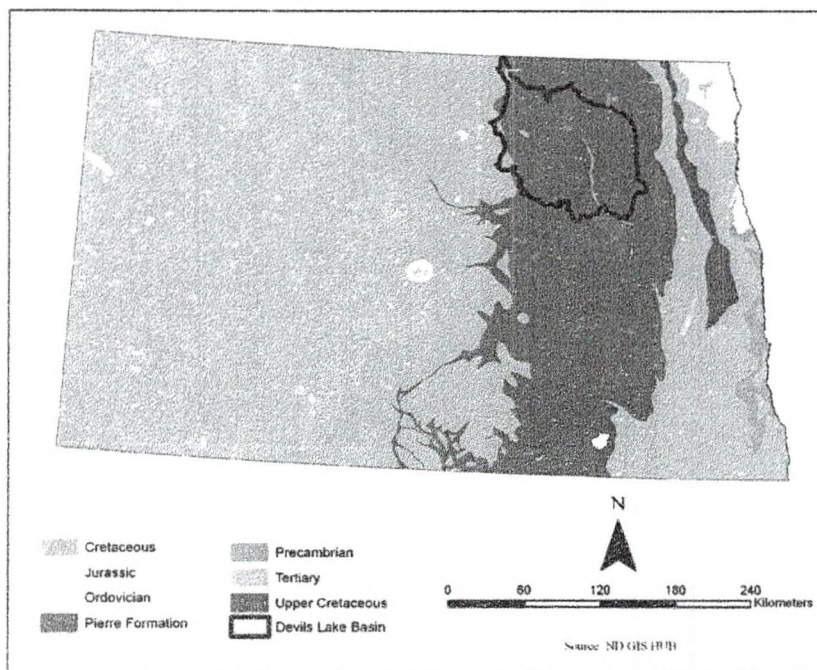 Cretaceous
Jurassic
Ordovician
Pierre Formation
Precambrian
Tertiary
Upper Cretaceous
Devils Lake Basin
N
0 60 120 180 240
Kilometers
Source: ND GIS HUB